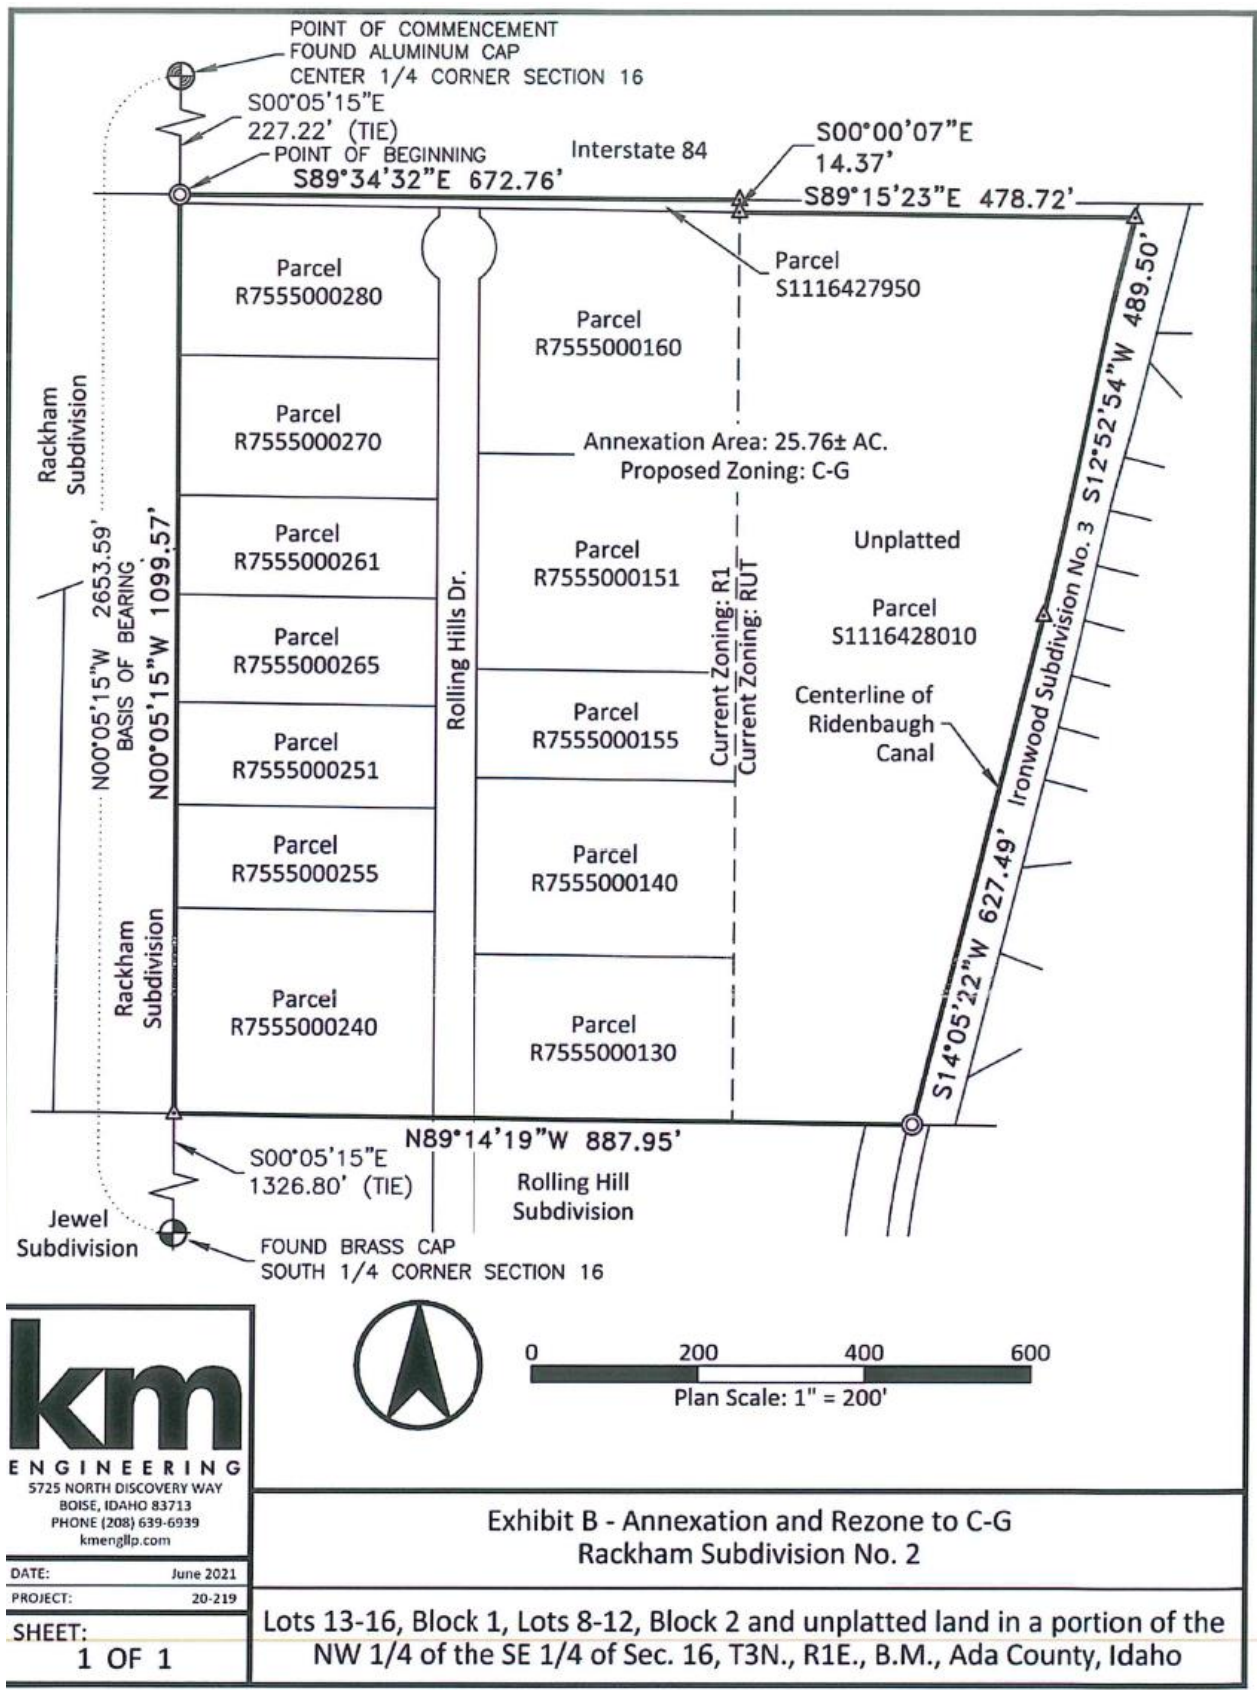 POINT OF COMMENCEMENT
FOUND ALUMINUM CAP
CENTER 1/4 CORNER SECTION 16
S00°05'15"E
227.22' (TIE)
POINT OF BEGINNING
Interstate 84
S00°00'07"E
14.37'
S89°34'32"E 672.76'
S89°15'23"E 478.72'
Parcel
S1116427950
S12°52'54"W 489.50'
Parcel
R7555000280
Parcel
R7555000160
Rackham
Subdivision
Parcel
R7555000270
Annexation Area: 25.76± AC.
Proposed Zoning: C-G
N00°05'15"W 2653.59'
BASIS OF BEARING
N00°05'15"W 1099.57'
Parcel
R7555000261
Parcel
R7555000151
Unplatted
Parcel
S1116428010
Parcel
R7555000265
Rolling Hills Dr.
Current Zoning: R1
Current Zoning: RUT
Ironwood Subdivision No. 3
Centerline of
Ridenbaugh
Canal
Parcel
R7555000155
Parcel
R7555000251
Parcel
R7555000255
Parcel
R7555000140
S14°05'22"W 627.49'
Rackham
Subdivision
Parcel
R7555000240
Parcel
R7555000130
N89°14'19"W 887.95'
S00°05'15"E
1326.80' (TIE)
Rolling Hill
Subdivision
Jewel
Subdivision
FOUND BRASS CAP
SOUTH 1/4 CORNER SECTION 16
0 200 400 600
Plan Scale: 1" = 200'
km
ENGINEERING
5725 NORTH DISCOVERY WAY
BOISE, IDAHO 83713
PHONE (208) 639-6939
kmengllp.com
DATE: June 2021
PROJECT: 20-219
SHEET:
1 OF 1
Exhibit B - Annexation and Rezone to C-G
Rackham Subdivision No. 2
Lots 13-16, Block 1, Lots 8-12, Block 2 and unplatted land in a portion of the
NW 1/4 of the SE 1/4 of Sec. 16, T3N., R1E., B.M., Ada County, Idaho